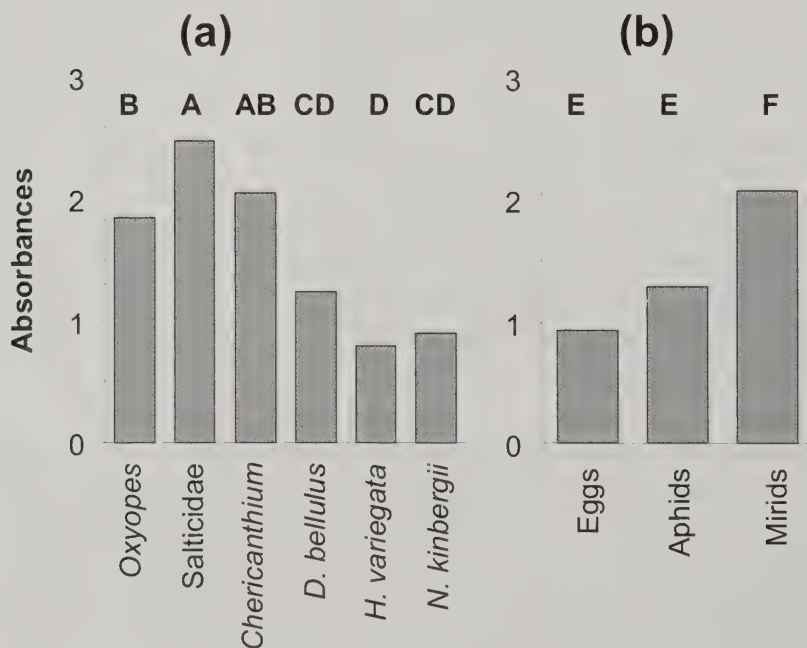 (a)
Absorbances
3
2
1
0
B A AB CD D CD
Oxyopes
Salticidae
Chericanthium
D. bellulus
H. variegata
N. kinbergii
(b)
3
2
1
0
E E F
Eggs
Aphids
Mirids